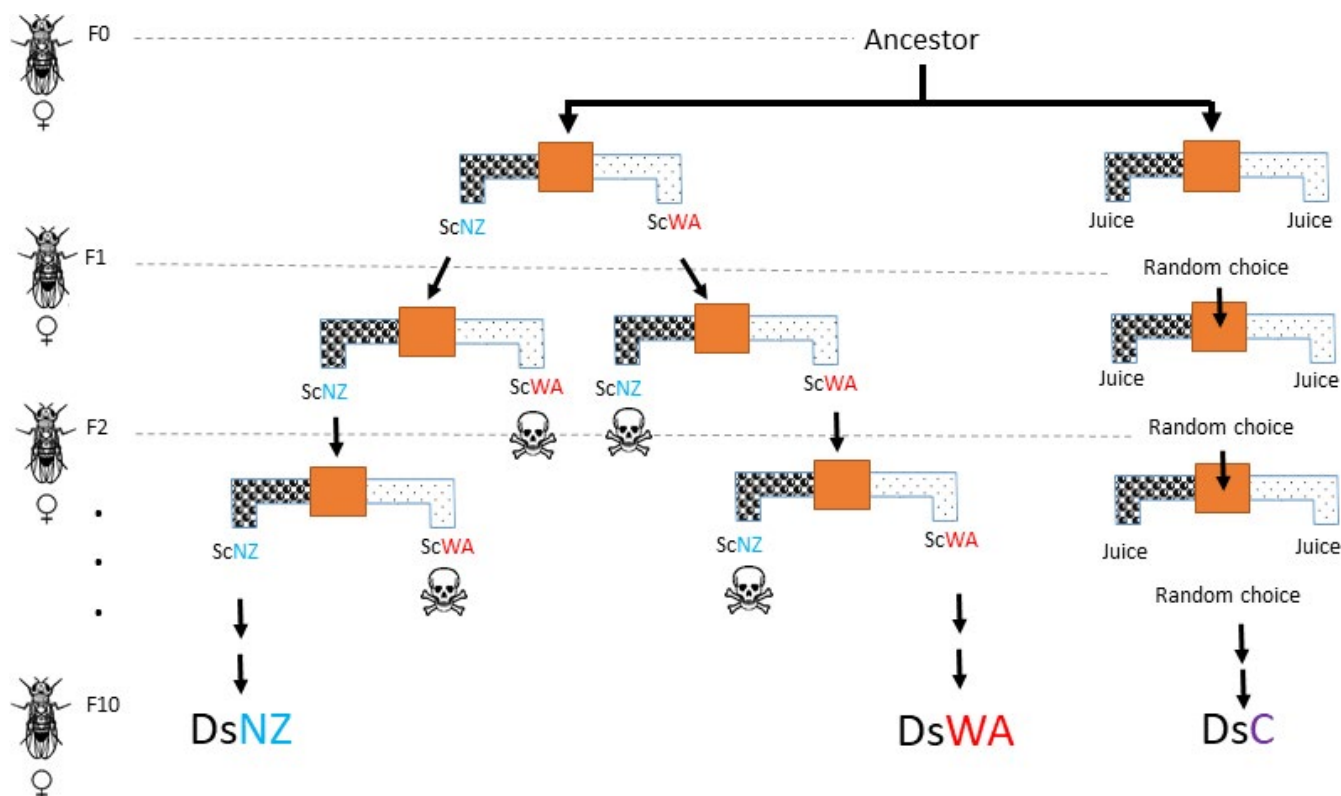 F0
Ancestor
♀
ScNZ ScWA
Juice Juice
F1
Random choice
♀
ScNZ ScWA ScNZ ScWA
Juice Juice
F2
Random choice
♀
ScNZ ScWA ScNZ ScWA
Juice Juice
Random choice
F10
DsNZ DsWA DsC
♀